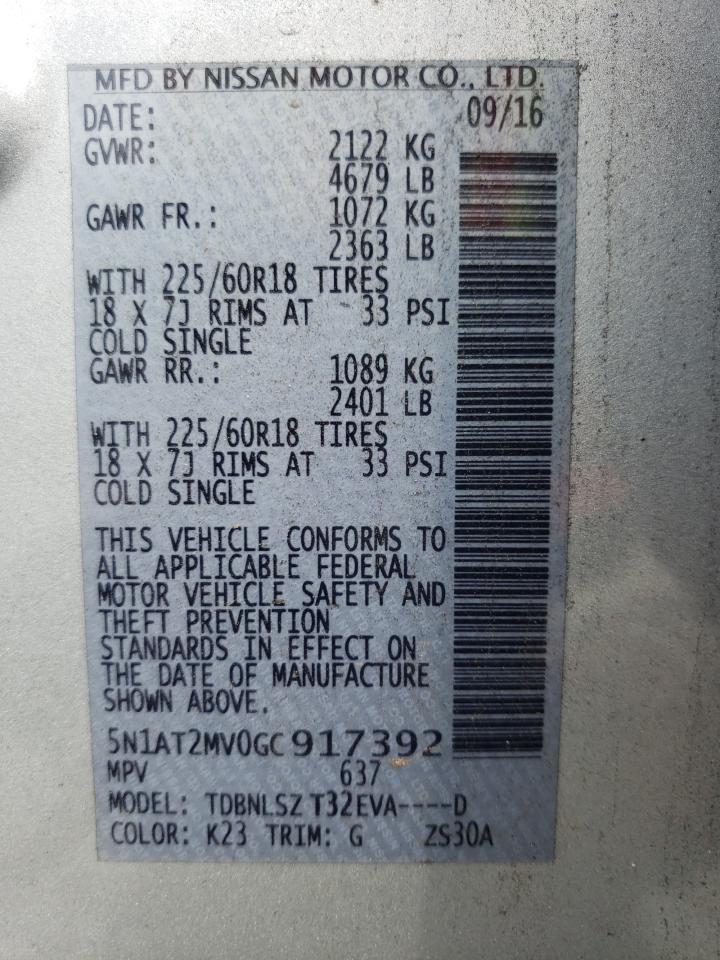 MFD BY NISSAN MOTOR CO., LTD.
DATE: 09/16
GVWR: 2122 KG
4679 LB
GAWR FR.: 1072 KG
2363 LB
WITH 225/60R18 TIRES
18 X 7J RIMS AT 33 PSI
COLD SINGLE
GAWR RR.: 1089 KG
2401 LB
WITH 225/60R18 TIRES
18 X 7J RIMS AT 33 PSI
COLD SINGLE
THIS VEHICLE CONFORMS TO
ALL APPLICABLE FEDERAL
MOTOR VEHICLE SAFETY AND
THEFT PREVENTION
STANDARDS IN EFFECT ON
THE DATE OF MANUFACTURE
SHOWN ABOVE.
5N1AT2MV0GC917392
MPV 637
MODEL: TDBNLSZ T32EVA----D
COLOR: K23 TRIM: G ZS30A